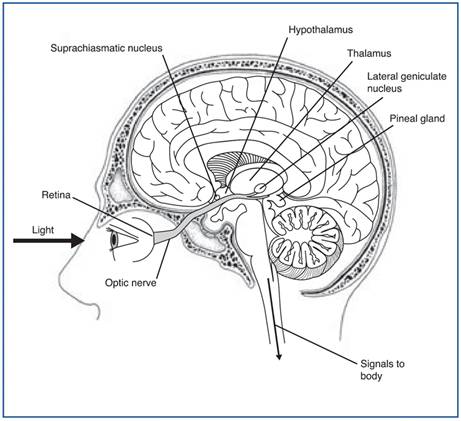 Hypothalamus
Suprachiasmatic nucleus
Thalamus
Lateral geniculate
nucleus
Pineal gland
Retina
Light
Optic nerve
Signals to
body